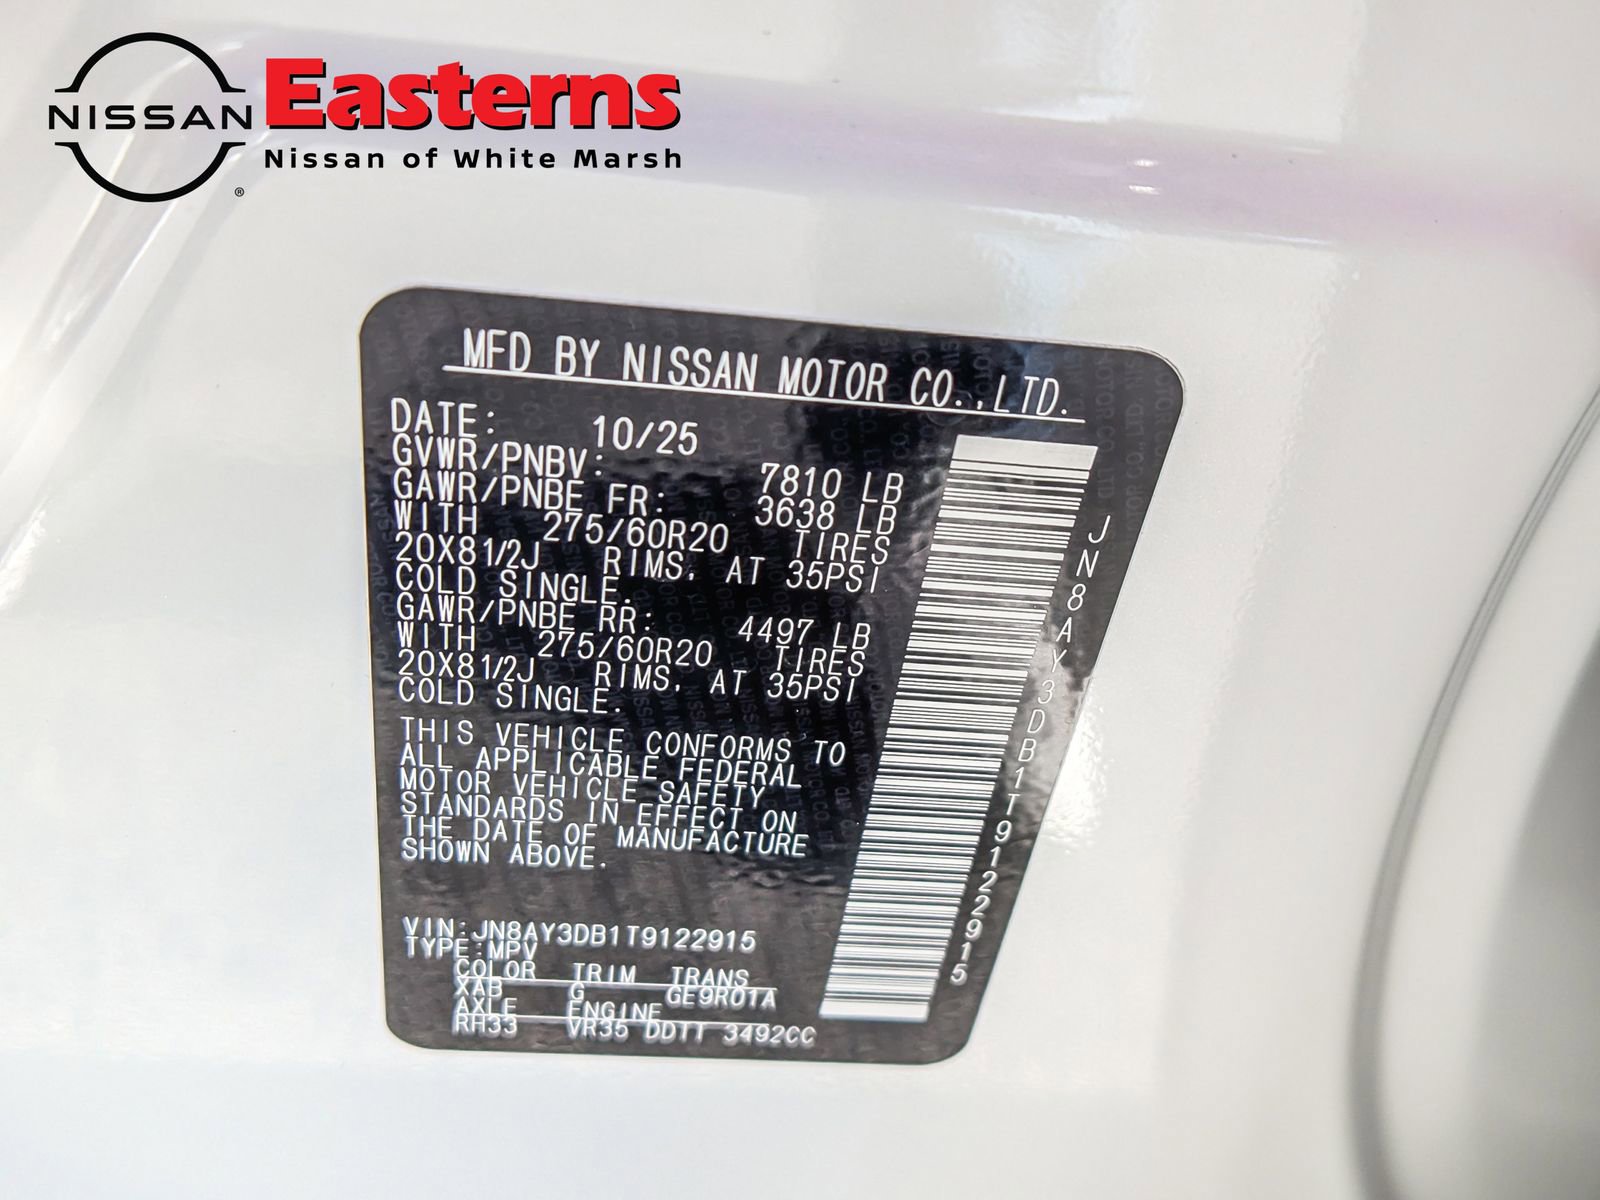 NISSAN
®
Easterns
Nissan of White Marsh
MFD BY NISSAN MOTOR CO.,LTD.
DATE: 10/25
GVWR/PNBV: 7810 LB
GAWR/PNBE FR: 3638 LB
WITH 275/60R20 TIRES
20X8 1/2J RIMS, AT 35PSI
COLD SINGLE.
GAWR/PNBE RR: 4497 LB
WITH 275/60R20 TIRES
20X8 1/2J RIMS, AT 35PSI
COLD SINGLE.
THIS VEHICLE CONFORMS TO
ALL APPLICABLE FEDERAL
MOTOR VEHICLE SAFETY
STANDARDS IN EFFECT ON
THE DATE OF MANUFACTURE
SHOWN ABOVE.
VIN:JN8AY3DB1T9122915
TYPE:MPV
COLOR TRIM TRANS
XAB G GE9R01A
AXLE ENGINE
RH33 VR35 DDTT 3492CC
JN8AY3DB1T9122915